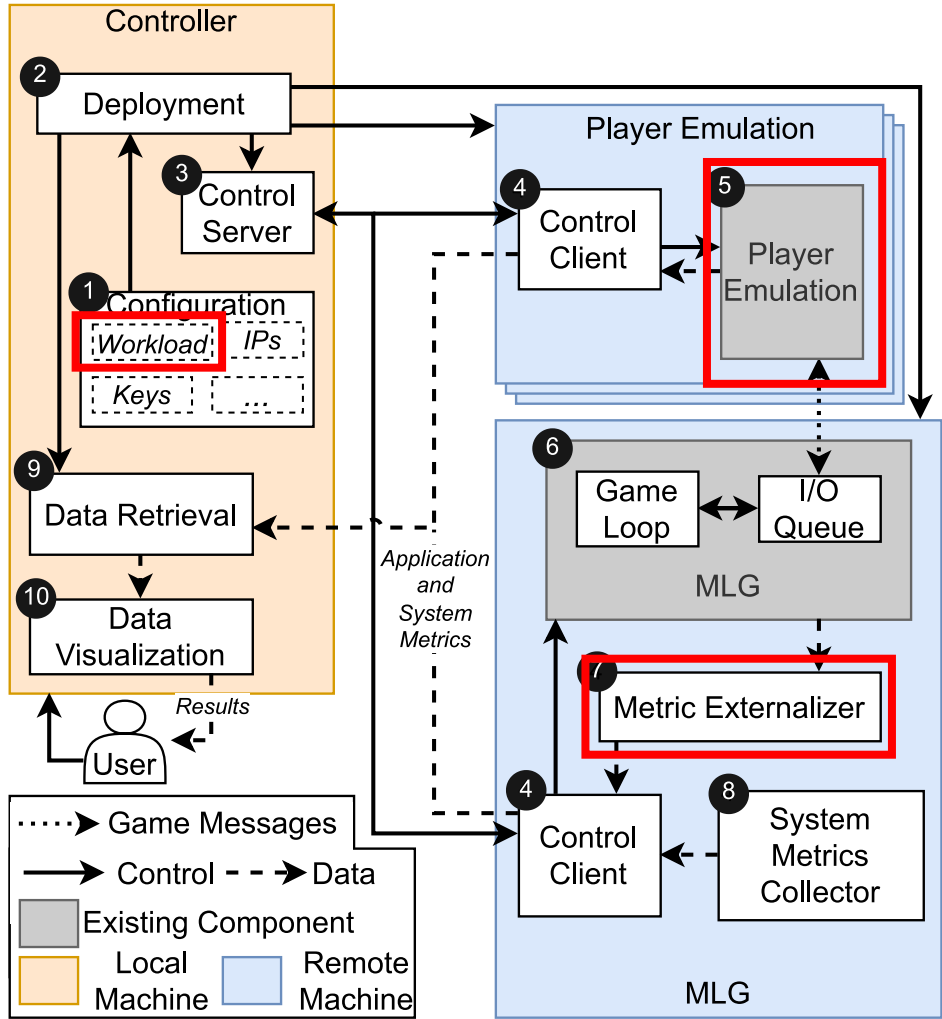 Controller
2
Deployment
3
Control
Server
1
Configuration
Workload
IPs
Keys
...
9
Data Retrieval
10
Data
Visualization
Results
User
Player Emulation
4
Control
Client
5
Player
Emulation
Application
and
System
Metrics
6
Game
Loop
I/O
Queue
MLG
7
Metric Externalizer
4
Control
Client
8
System
Metrics
Collector
MLG
Game Messages
Control
Data
Existing Component
Local
Machine
Remote
Machine